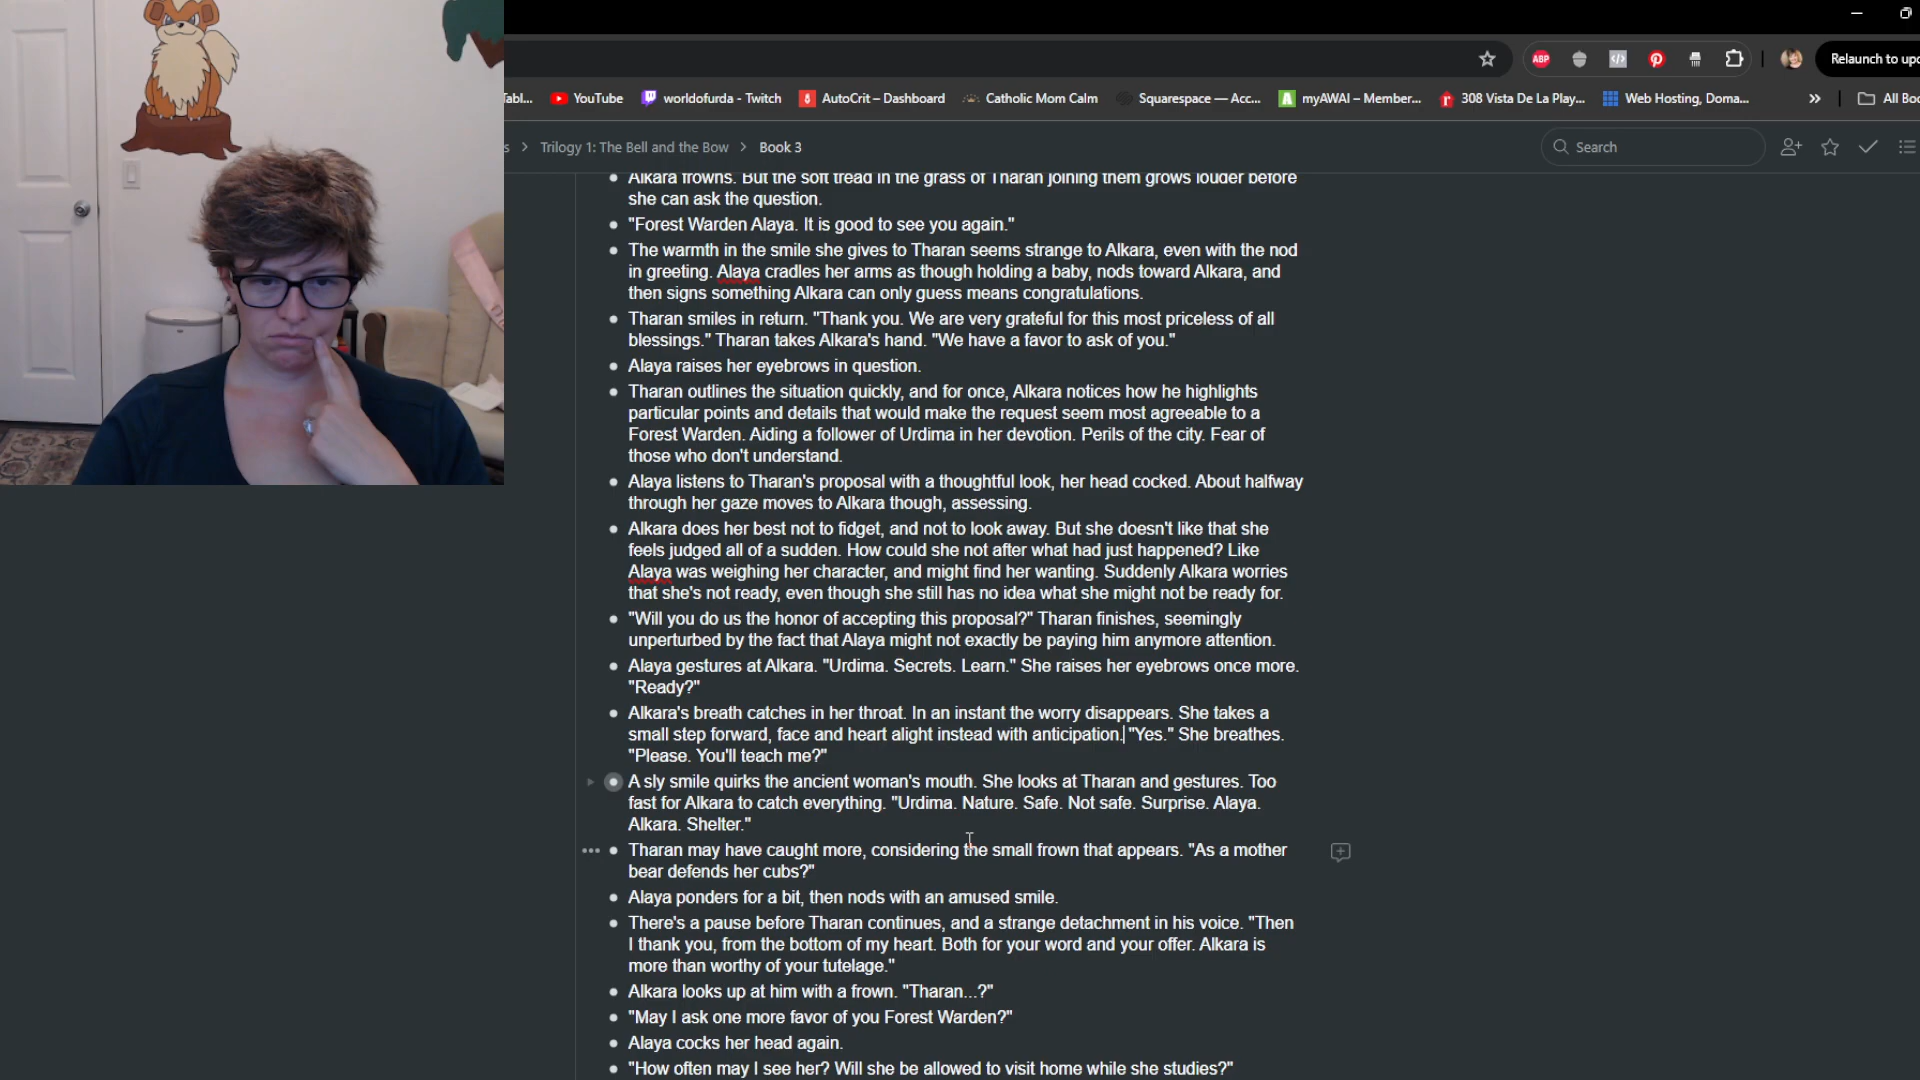 Relaunch to upd
YouTube worldofurda - Twitch AutoCrit – Dashboard Catholic Mom Calm Squarespace — Acc... myAWAI – Member... 308 Vista De La Play... Web Hosting, Doma... » All Boo
Trilogy 1: The Bell and the Bow > Book 3
Search
Alkara frowns. But the soft tread in the grass of Tharan joining them grows louder before
she can ask the question.
"Forest Warden Alaya. It is good to see you again."
The warmth in the smile she gives to Tharan seems strange to Alkara, even with the nod
in greeting. Alaya cradles her arms as though holding a baby, nods toward Alkara, and
then signs something Alkara can only guess means congratulations.
Tharan smiles in return. "Thank you. We are very grateful for this most priceless of all
blessings." Tharan takes Alkara's hand. "We have a favor to ask of you."
Alaya raises her eyebrows in question.
Tharan outlines the situation quickly, and for once, Alkara notices how he highlights
particular points and details that would make the request seem most agreeable to a
Forest Warden. Aiding a follower of Urdima in her devotion. Perils of the city. Fear of
those who don't understand.
Alaya listens to Tharan's proposal with a thoughtful look, her head cocked. About halfway
through her gaze moves to Alkara though, assessing.
Alkara does her best not to fidget, and not to look away. But she doesn't like that she
feels judged all of a sudden. How could she not after what had just happened? Like
Alaya was weighing her character, and might find her wanting. Suddenly Alkara worries
that she's not ready, even though she still has no idea what she might not be ready for.
"Will you do us the honor of accepting this proposal?" Tharan finishes, seemingly
unperturbed by the fact that Alaya might not exactly be paying him anymore attention.
Alaya gestures at Alkara. "Urdima. Secrets. Learn." She raises her eyebrows once more.
"Ready?"
Alkara's breath catches in her throat. In an instant the worry disappears. She takes a
small step forward, face and heart alight instead with anticipation. "Yes." She breathes.
"Please. You'll teach me?"
A sly smile quirks the ancient woman's mouth. She looks at Tharan and gestures. Too
fast for Alkara to catch everything. "Urdima. Nature. Safe. Not safe. Surprise. Alaya.
Alkara. Shelter."
Tharan may have caught more, considering the small frown that appears. "As a mother
bear defends her cubs?"
Alaya ponders for a bit, then nods with an amused smile.
There's a pause before Tharan continues, and a strange detachment in his voice. "Then
I thank you, from the bottom of my heart. Both for your word and your offer. Alkara is
more than worthy of your tutelage."
Alkara looks up at him with a frown. "Tharan...?"
"May I ask one more favor of you Forest Warden?"
Alaya cocks her head again.
"How often may I see her? Will she be allowed to visit home while she studies?"